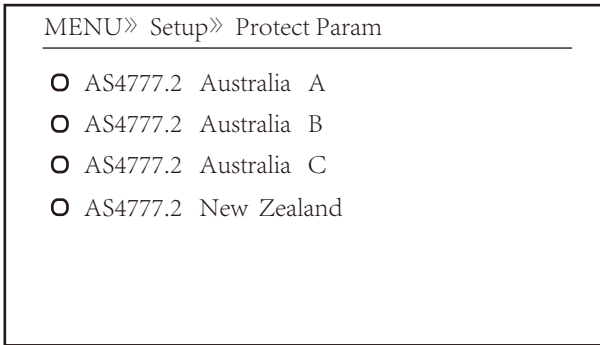 MENU» Setup» Protect Param
AS4777.2 Australia A
AS4777.2 Australia B
AS4777.2 Australia C
AS4777.2 New Zealand